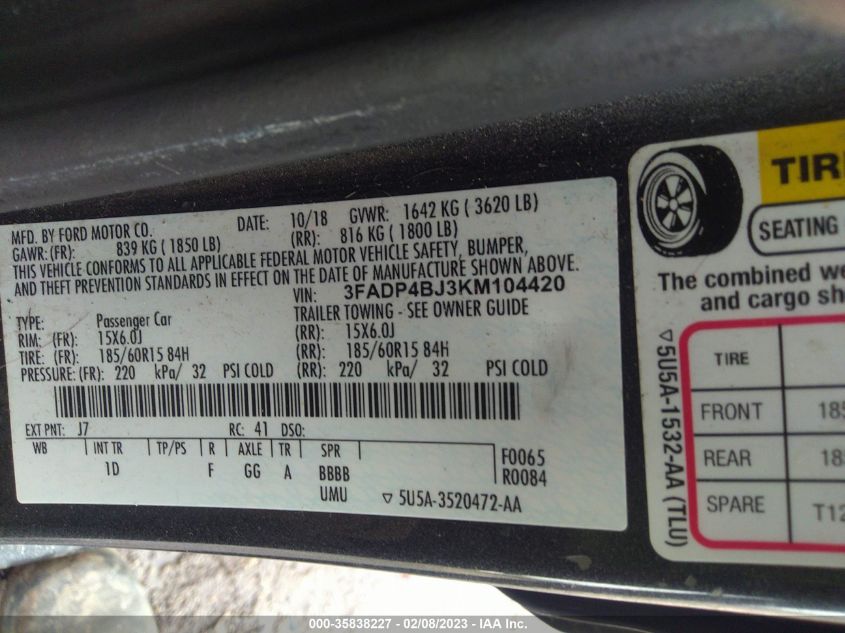 MFD. BY FORD MOTOR CO. DATE: 10/18 GVWR: 1642 KG ( 3620 LB)
GAWR: (FR): 839 KG ( 1850 LB) (RR): 816 KG ( 1800 LB)
THIS VEHICLE CONFORMS TO ALL APPLICABLE FEDERAL MOTOR VEHICLE SAFETY, BUMPER,
AND THEFT PREVENTION STANDARDS IN EFFECT ON THE DATE OF MANUFACTURE SHOWN ABOVE.
VIN: 3FADP4BJ3KM104420
TYPE: Passenger Car TRAILER TOWING - SEE OWNER GUIDE
RIM: (FR): 15X6.0J (RR): 15X6.0J
TIRE: (FR): 185/60R15 84H (RR): 185/60R15 84H
PRESSURE: (FR): 220 kPa/ 32 PSI COLD (RR): 220 kPa/ 32 PSI COLD
EXT PNT: J7 RC: 41 DSO:
WB INT TR TP/PS R AXLE TR SPR F0065
1D F GG A BBBB R0084
UMU ▽ 5U5A-3520472-AA
TIRE
SEATING
The combined we
and cargo sh
▽5U5A-1532-AA (TLU)
TIRE
FRONT 185
REAR 18
SPARE T12
000-35838227 - 02/08/2023 - IAA Inc.